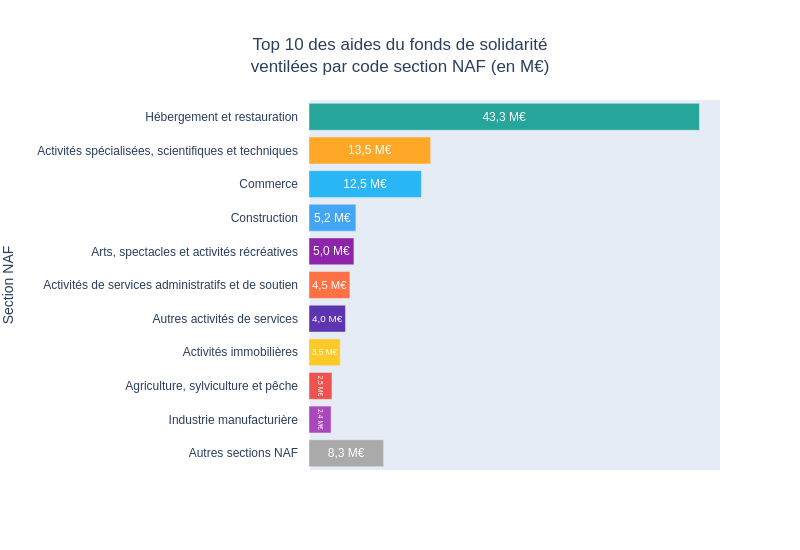 Top 10 des aides du fonds de solidarité
ventilées par code section NAF (en M€)
Section NAF
Hébergement et restauration 43,3 M€
Activités spécialisées, scientifiques et techniques 13,5 M€
Commerce 12,5 M€
Construction 5,2 M€
Arts, spectacles et activités récréatives 5,0 M€
Activités de services administratifs et de soutien 4,5 M€
Autres activités de services 4,0 M€
Activités immobilières 3,5 M€
Agriculture, sylviculture et pêche 2,5 M€
Industrie manufacturière 2,4 M€
Autres sections NAF 8,3 M€